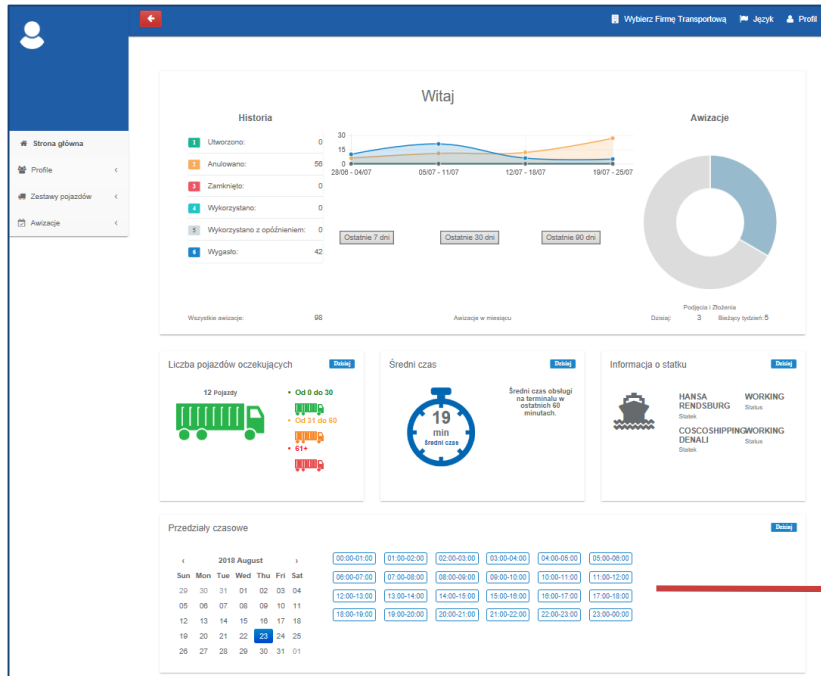 Wybierz Firmę Transportową Język Profil
Strona główna
Profile
Zestawy pojazdów
Awizacje
Witaj
Historia
1 Utworzono: 0
2 Anulowano: 56
3 Zamknięto: 0
4 Wykorzystano: 0
5 Wykorzystano z opóźnieniem: 0
6 Wygasło: 42
Wszystkie awizacje: 98
30
15
0
28/06 - 04/07 05/07 - 11/07 12/07 - 18/07 19/07 - 25/07
Ostatnie 7 dni Ostatnie 30 dni Ostatnie 90 dni
Awizacje w miesiącu
Awizacje
Podjęcia i Złożenia
Dzisiaj: 3 Bieżący tydzień: 5
Liczba pojazdów oczekujących Dzisiaj
12 Pojazdy
• Od 0 do 30
• Od 31 do 60
• 61+
Średni czas Dzisiaj
19
min
średni czas
Średni czas obsługi
na terminalu w
ostatnich 60
minutach.
Informacja o statku Dzisiaj
HANSA RENDSBURG
Statek
WORKING
Status
COSCOSHIPPING DENALI
Statek
WORKING
Status
Przedziały czasowe Dzisiaj
‹ 2018 August ›
Sun Mon Tue Wed Thu Fri Sat
29 30 31 01 02 03 04
05 06 07 08 09 10 11
12 13 14 15 16 17 18
19 20 21 22 23 24 25
26 27 28 29 30 31 01
00:00-01:00 01:00-02:00 02:00-03:00 03:00-04:00 04:00-05:00 05:00-06:00
06:00-07:00 07:00-08:00 08:00-09:00 09:00-10:00 10:00-11:00 11:00-12:00
12:00-13:00 13:00-14:00 14:00-15:00 15:00-16:00 16:00-17:00 17:00-18:00
18:00-19:00 19:00-20:00 20:00-21:00 21:00-22:00 22:00-23:00 23:00-00:00